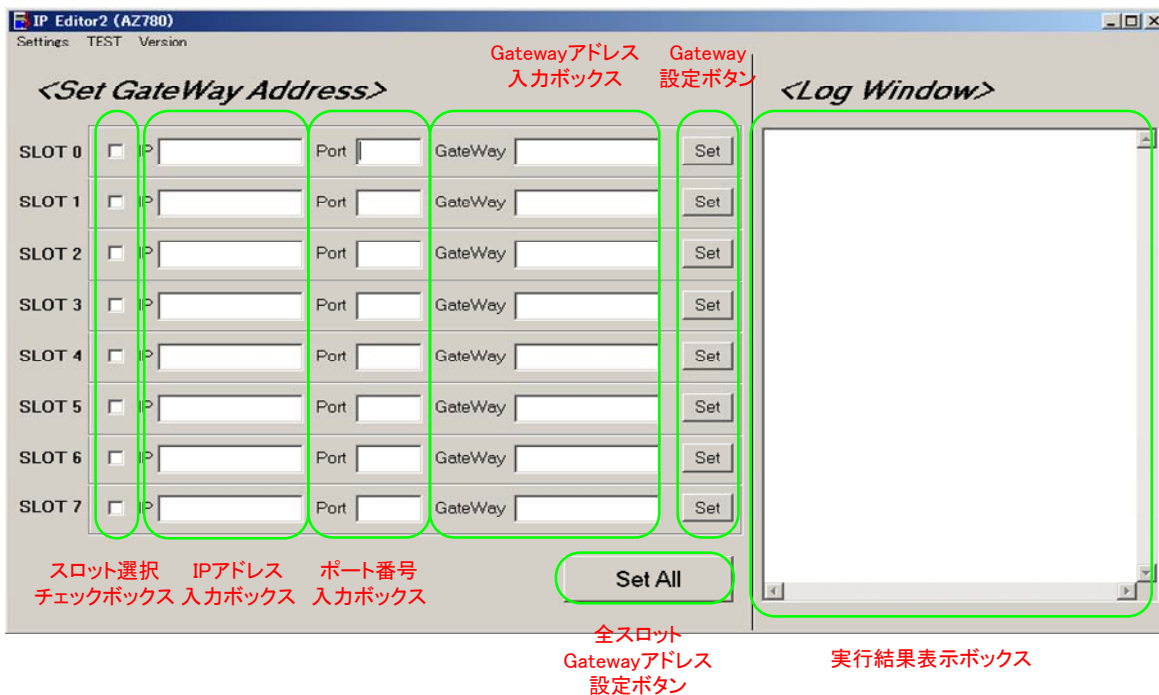 IP Editor2 (AZ780)
Settings TEST Version
Gatewayアドレス
入力ボックス
Gateway
設定ボタン
<Set GateWay Address>
<Log Window>
SLOT 0 IP Port GateWay Set
SLOT 1 IP Port GateWay Set
SLOT 2 IP Port GateWay Set
SLOT 3 IP Port GateWay Set
SLOT 4 IP Port GateWay Set
SLOT 5 IP Port GateWay Set
SLOT 6 IP Port GateWay Set
SLOT 7 IP Port GateWay Set
スロット選択
チェックボックス
IPアドレス
入力ボックス
ポート番号
入力ボックス
Set All
全スロット
Gatewayアドレス
設定ボタン
実行結果表示ボックス